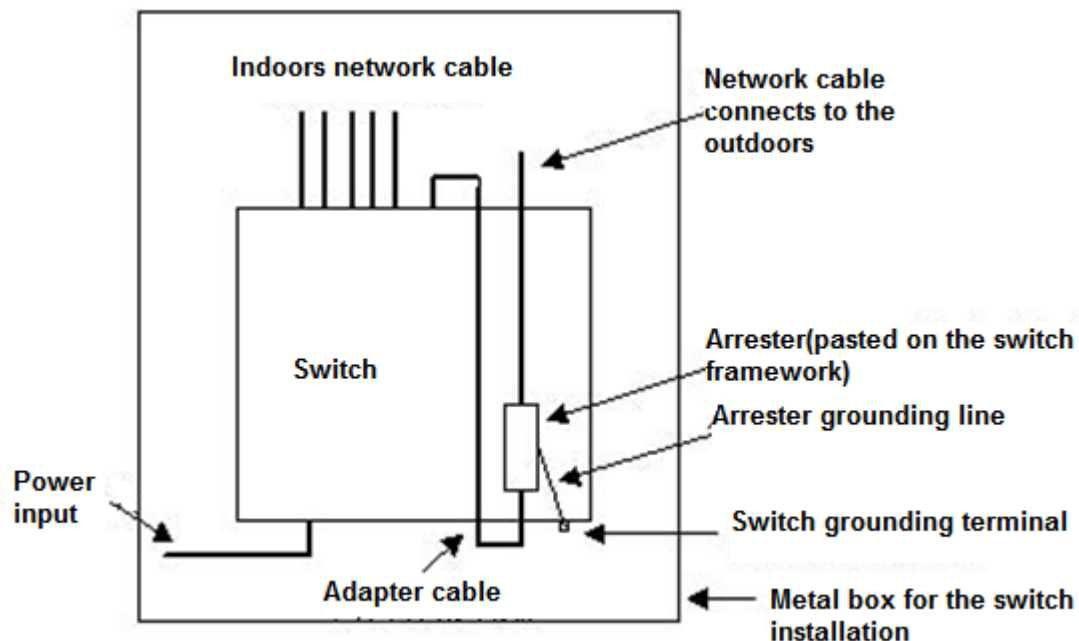 Indoors network cable
Network cable
connects to the
outdoors
Switch
Arrester(pasted on the switch
framework)
Arrester grounding line
Power
input
Switch grounding terminal
Adapter cable
Metal box for the switch
installation